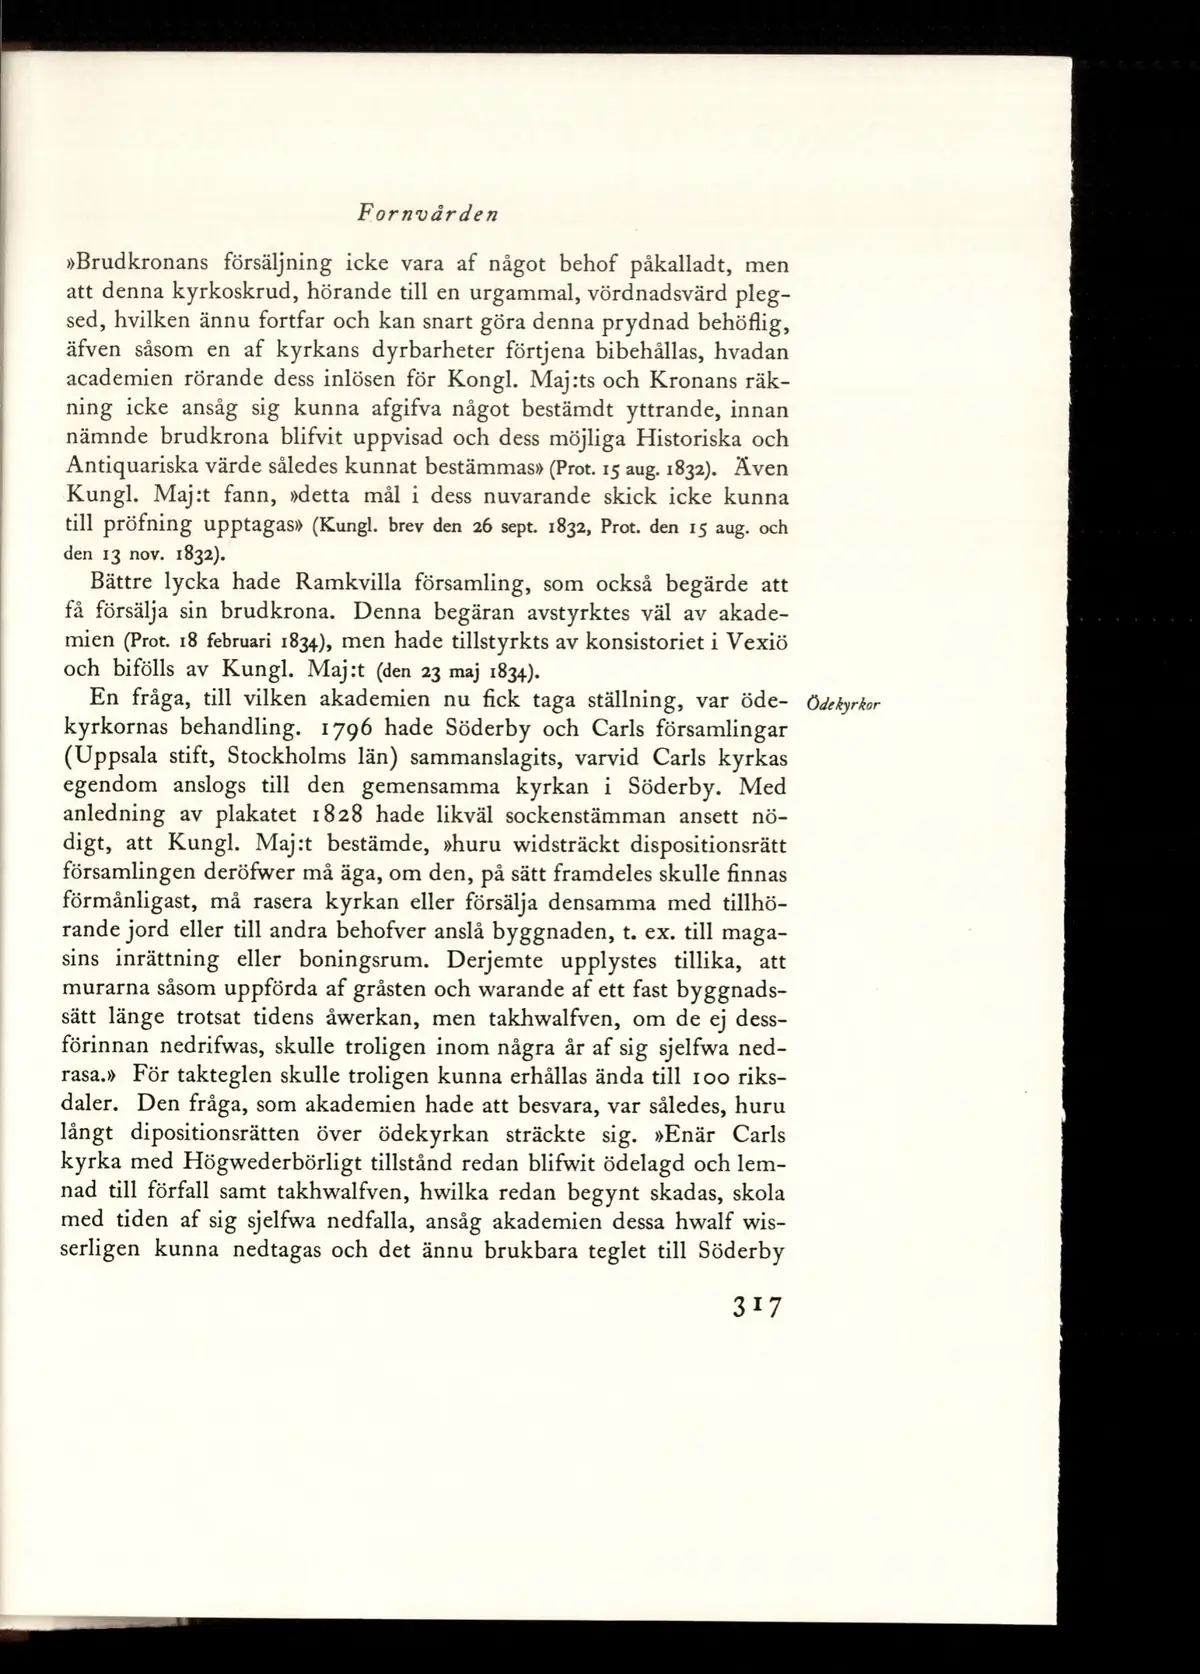 Fornvården
»Brudkronans försäljning icke vara af något behof påkalladt, men
att denna kyrkoskrud, hörande till en urgammal, vördnadsvärd pleg-
sed, hvilken ännu fortfar och kan snart göra denna prydnad behöflig,
äfven såsom en af kyrkans dyrbarheter förtjena bibehållas, hvadan
academien rörande dess inlösen för Kongl. Maj:ts och Kronans räk-
ning icke ansåg sig kunna afgifva något bestämdt yttrande, innan
nämnde brudkrona blifvit uppvisad och dess möjliga Historiska och
Antiquariska värde således kunnat bestämmas» (Prot. 15 aug. 1832). Även
Kungl. Maj:t fann, »detta mål i dess nuvarande skick icke kunna
till pröfning upptagas» (Kungl. brev den 26 sept. 1832, Prot. den 15 aug. och
den 13 nov. 1832).
Bättre lycka hade Ramkvilla församling, som också begärde att
få försälja sin brudkrona. Denna begäran avstyrktes väl av akade-
mien (Prot. 18 februari 1834), men hade tillstyrkts av konsistoriet i Vexiö
och bifölls av Kungl. Maj:t (den 23 maj 1834).
En fråga, till vilken akademien nu fick taga ställning, var öde- Ödekyrkor
kyrkornas behandling. 1796 hade Söderby och Carls församlingar
(Uppsala stift, Stockholms län) sammanslagits, varvid Carls kyrkas
egendom anslogs till den gemensamma kyrkan i Söderby. Med
anledning av plakatet 1828 hade likväl sockenstämman ansett nö-
digt, att Kungl. Maj:t bestämde, »huru widsträckt dispositionsrätt
församlingen deröfwer må äga, om den, på sätt framdeles skulle finnas
förmånligast, må rasera kyrkan eller försälja densamma med tillhö-
rande jord eller till andra behofver anslå byggnaden, t. ex. till maga-
sins inrättning eller boningsrum. Derjemte upplystes tillika, att
murarna såsom uppförda af gråsten och warande af ett fast byggnads-
sätt länge trotsat tidens åwerkan, men takhwalfven, om de ej dess-
förinnan nedrifwas, skulle troligen inom några år af sig sjelfwa ned-
rasa.» För takteglen skulle troligen kunna erhållas ända till 100 riks-
daler. Den fråga, som akademien hade att besvara, var således, huru
långt dipositionsrätten över ödekyrkan sträckte sig. »Enär Carls
kyrka med Högwederbörligt tillstånd redan blifwit ödelagd och lem-
nad till förfall samt takhwalfven, hwilka redan begynt skadas, skola
med tiden af sig sjelfwa nedfalla, ansåg akademien dessa hwalf wis-
serligen kunna nedtagas och det ännu brukbara teglet till Söderby
317